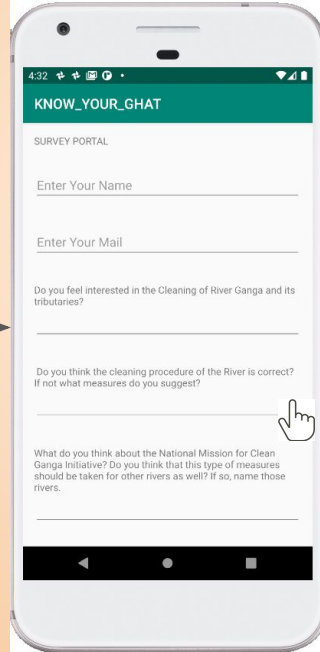 4:32
KNOW_YOUR_GHAT
SURVEY PORTAL
Enter Your Name
Enter Your Mail
Do you feel interested in the Cleaning of River Ganga and its
tributaries?
Do you think the cleaning procedure of the River is correct?
If not what measures do you suggest?
What do you think about the National Mission for Clean
Ganga Initiative? Do you think that this type of measures
should be taken for other rivers as well? If so, name those
rivers.